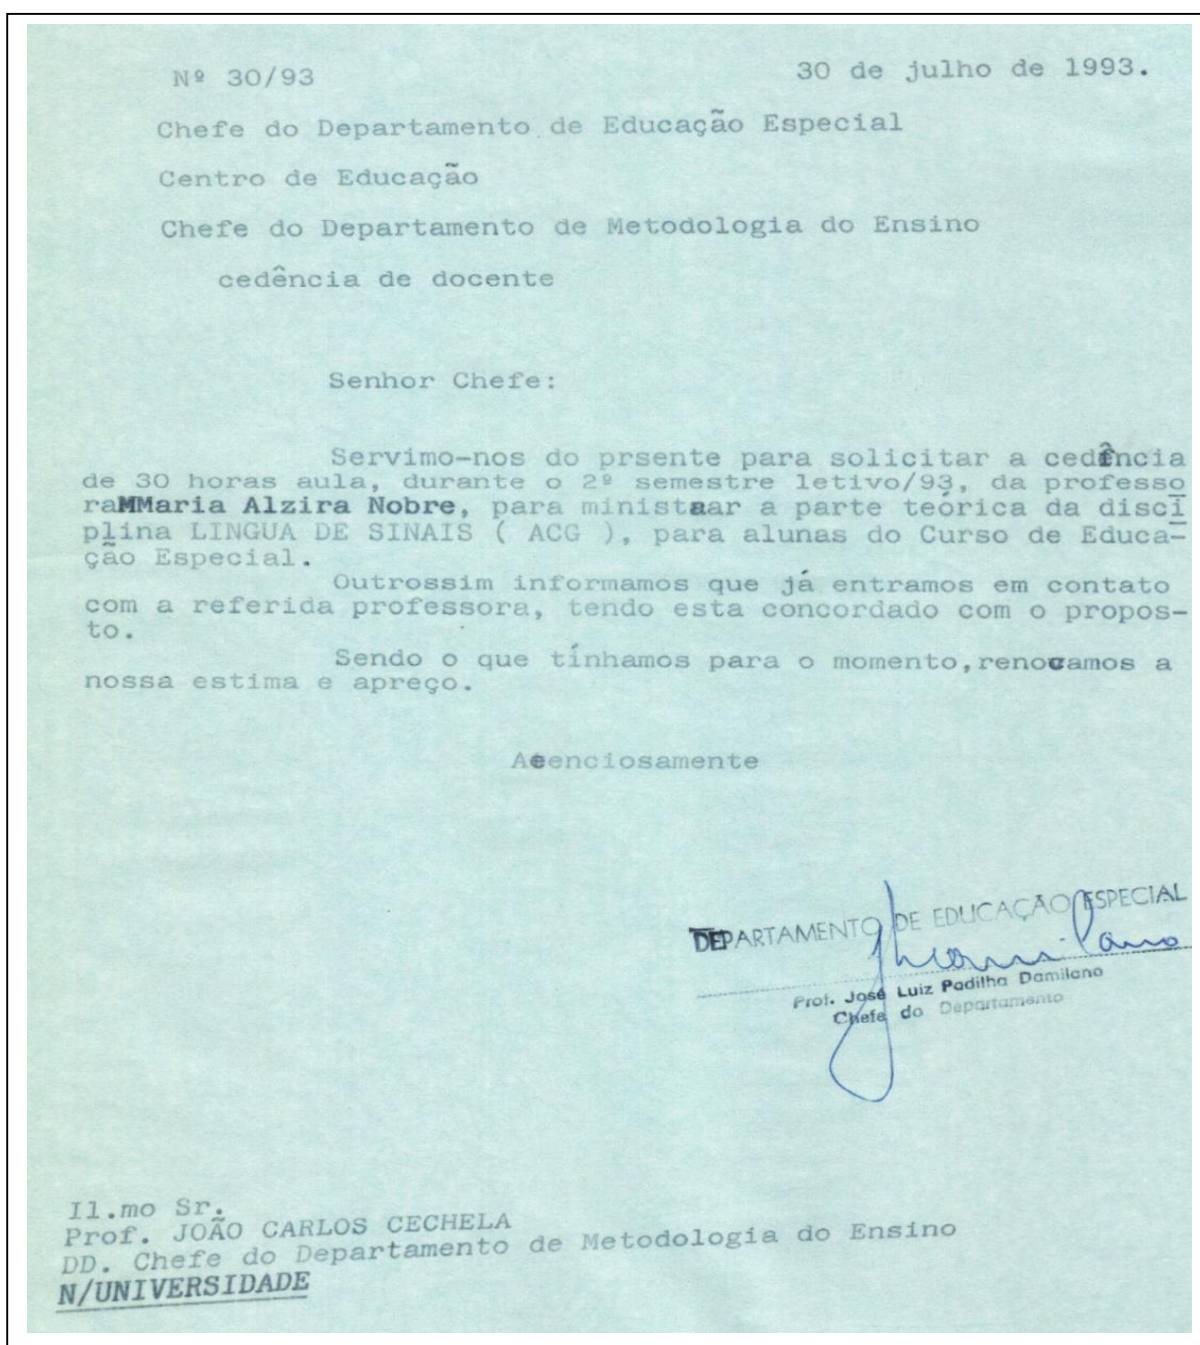 Nº 30/93 30 de julho de 1993.
Chefe do Departamento de Educação Especial
Centro de Educação
Chefe do Departamento de Metodologia do Ensino
cedência de docente
Senhor Chefe:
Servimo-nos do prsente para solicitar a cedência
de 30 horas aula, durante o 2º semestre letivo/93, da professo
raMMaria Alzira Nobre, para ministaar a parte teórica da disci
plina LINGUA DE SINAIS ( ACG ), para alunas do Curso de Educa-
ção Especial.
Outrossim informamos que já entramos em contato
com a referida professora, tendo esta concordado com o propos-
to.
Sendo o que tínhamos para o momento, renovamos a
nossa estima e apreço.
Atenciosamente
DEPARTAMENTO DE EDUCAÇÃO ESPECIAL
Prof. José Luiz Padilha Damilano
Chefe do Departamento
Il.mo Sr.
Prof. JOÃO CARLOS CECHELA
DD. Chefe do Departamento de Metodologia do Ensino
N/UNIVERSIDADE